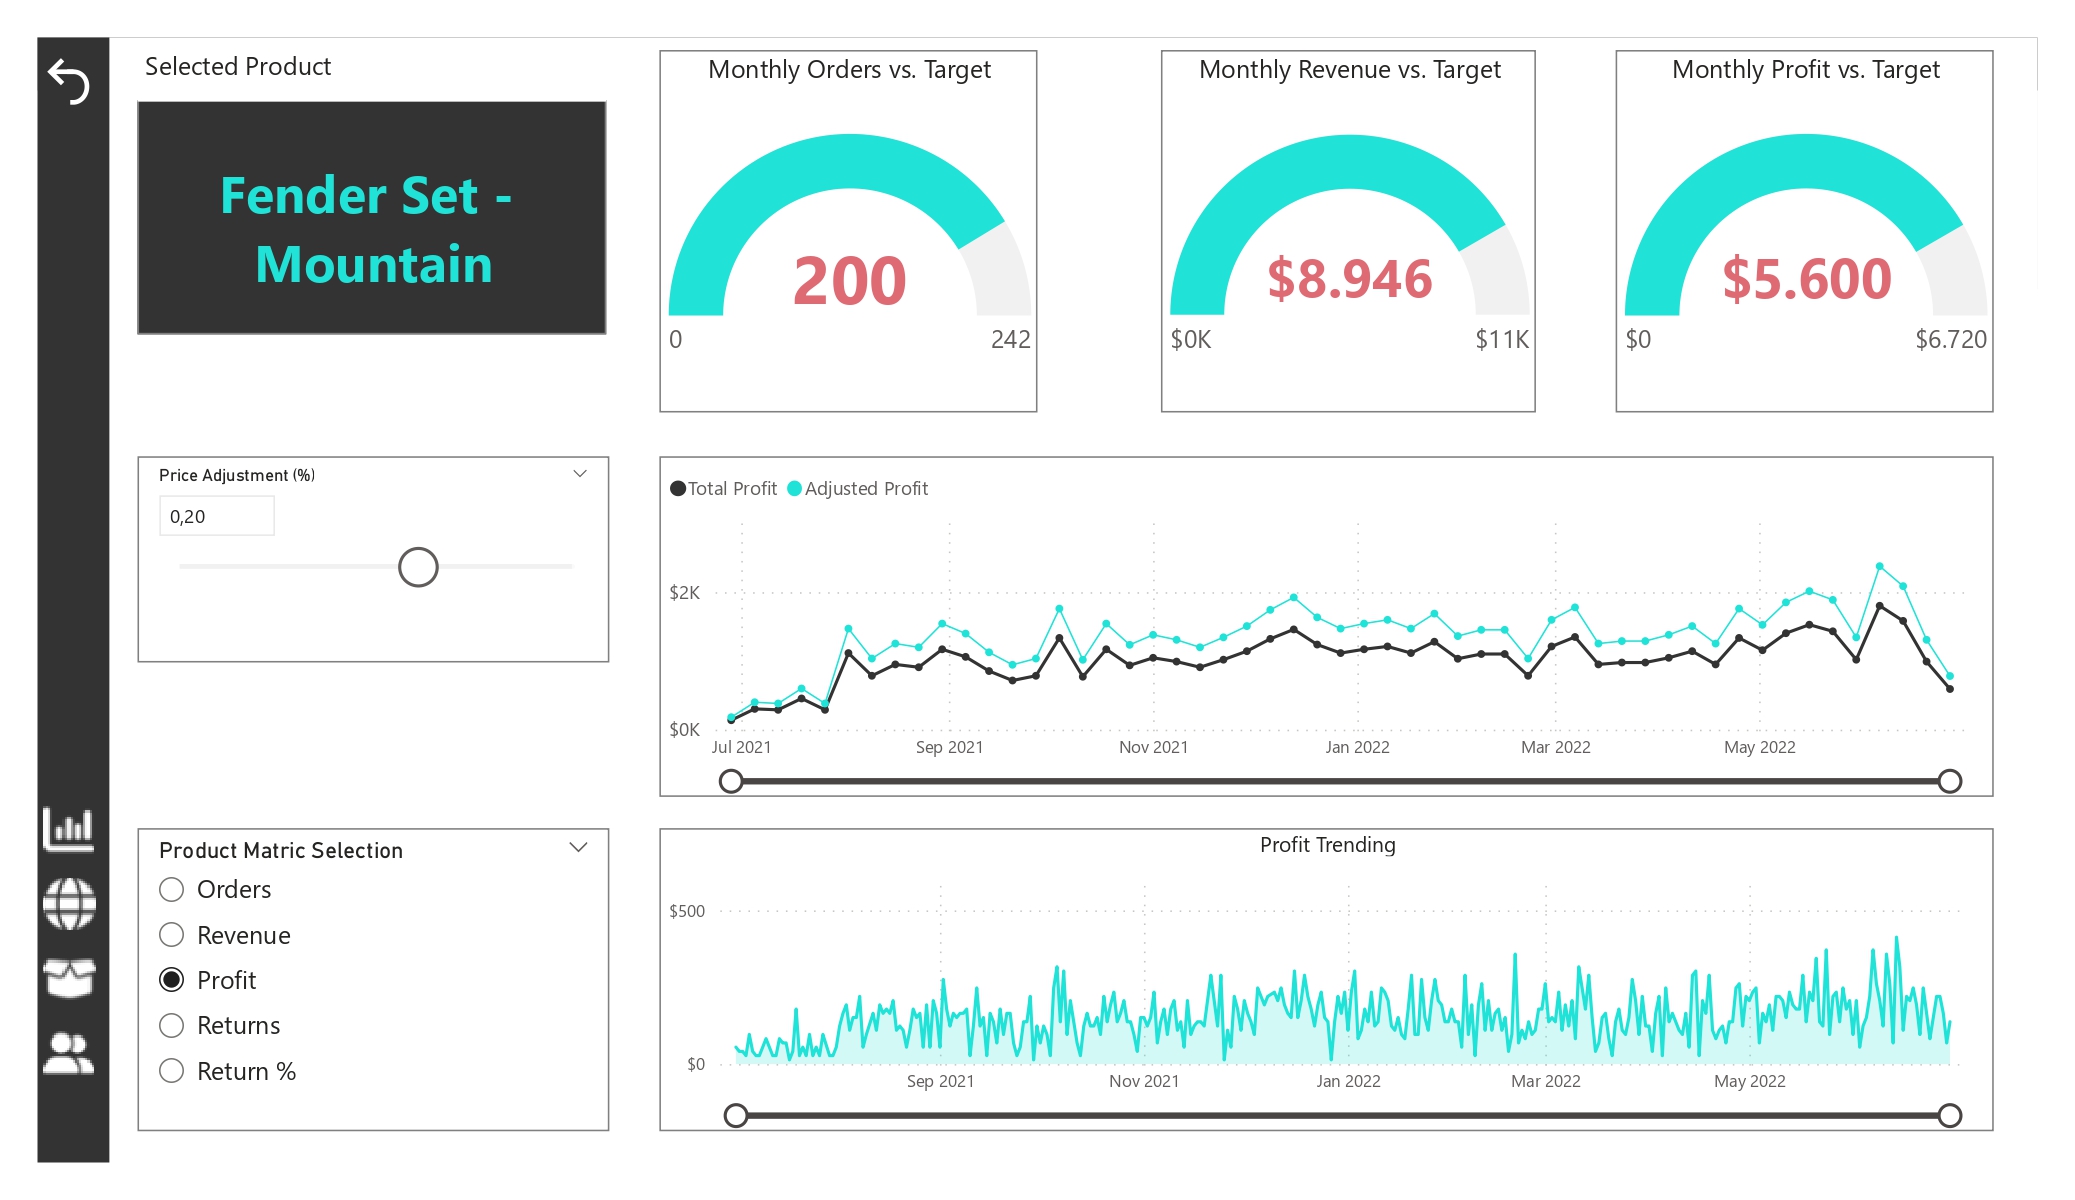 Selected Product
Fender Set -
Mountain
Monthly Orders vs. Target
200
0
242
Monthly Revenue vs. Target
$8.946
$0K
$11K
Monthly Profit vs. Target
$5.600
$0
$6.720
Price Adjustment (%)
0,20
Total Profit
Adjusted Profit
$2K
$0K
Jul 2021
Sep 2021
Nov 2021
Jan 2022
Mar 2022
May 2022
Product Matric Selection
Orders
Revenue
Profit
Returns
Return %
Profit Trending
$500
$0
Sep 2021
Nov 2021
Jan 2022
Mar 2022
May 2022